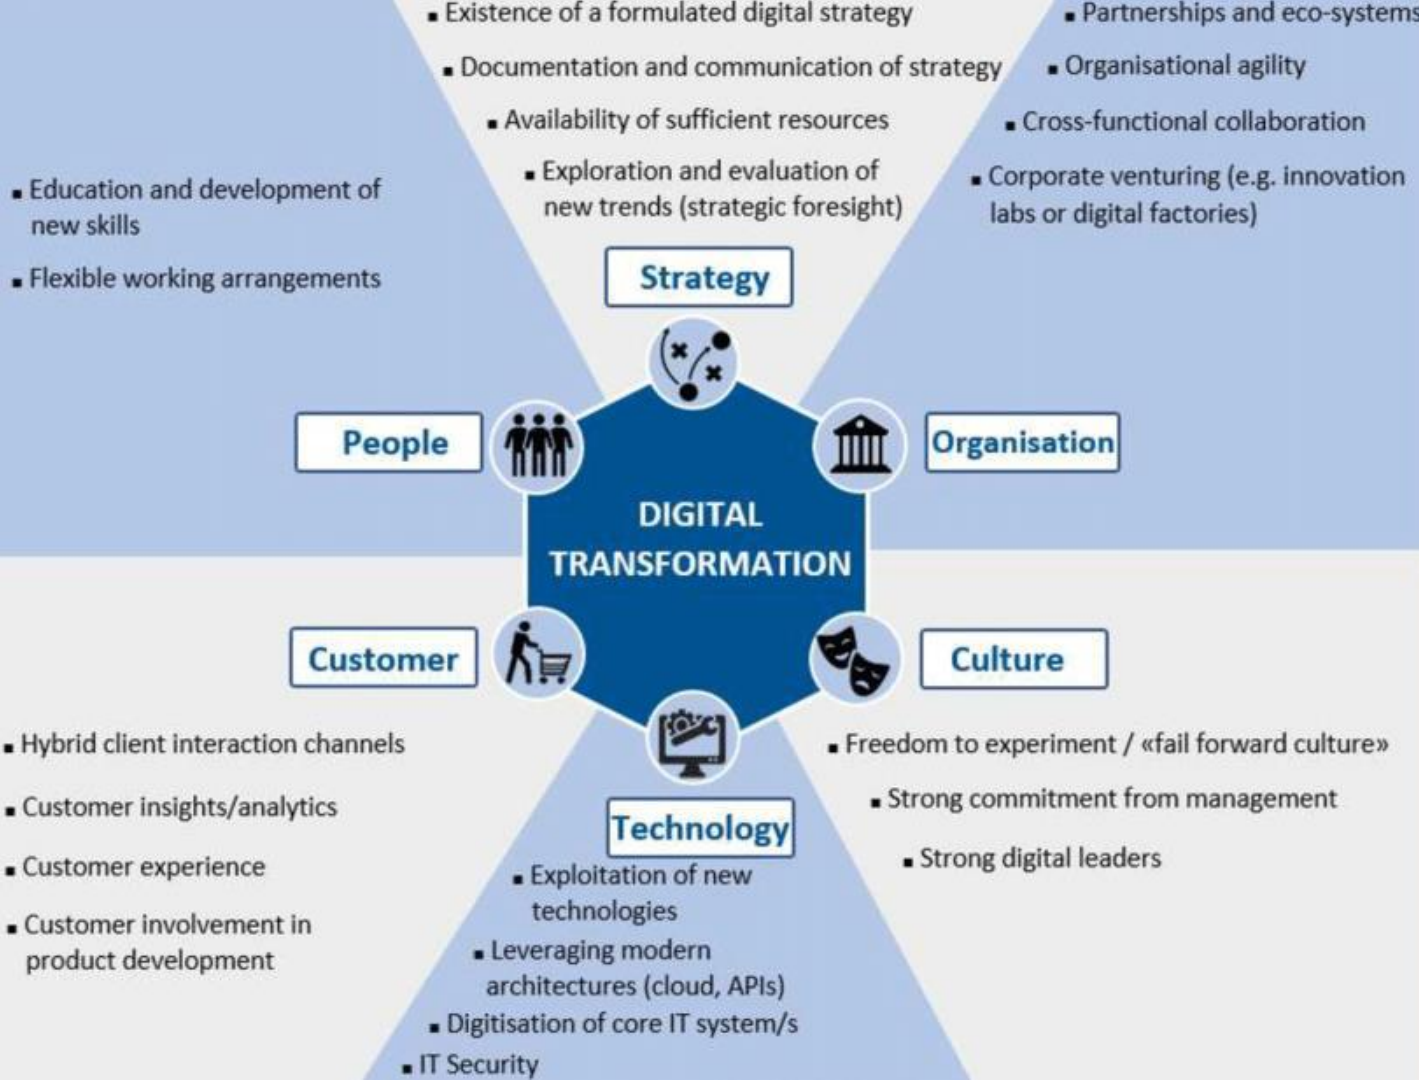 ▪ Existence of a formulated digital strategy
▪ Documentation and communication of strategy
▪ Availability of sufficient resources
▪ Exploration and evaluation of
new trends (strategic foresight)
Strategy
▪ Partnerships and eco-systems
▪ Organisational agility
▪ Cross-functional collaboration
▪ Corporate venturing (e.g. innovation
labs or digital factories)
Organisation
▪ Education and development of
new skills
▪ Flexible working arrangements
People
DIGITAL
TRANSFORMATION
Customer
▪ Hybrid client interaction channels
▪ Customer insights/analytics
▪ Customer experience
▪ Customer involvement in
product development
Technology
▪ Exploitation of new
technologies
▪ Leveraging modern
architectures (cloud, APIs)
▪ Digitisation of core IT system/s
▪ IT Security
Culture
▪ Freedom to experiment / «fail forward culture»
▪ Strong commitment from management
▪ Strong digital leaders